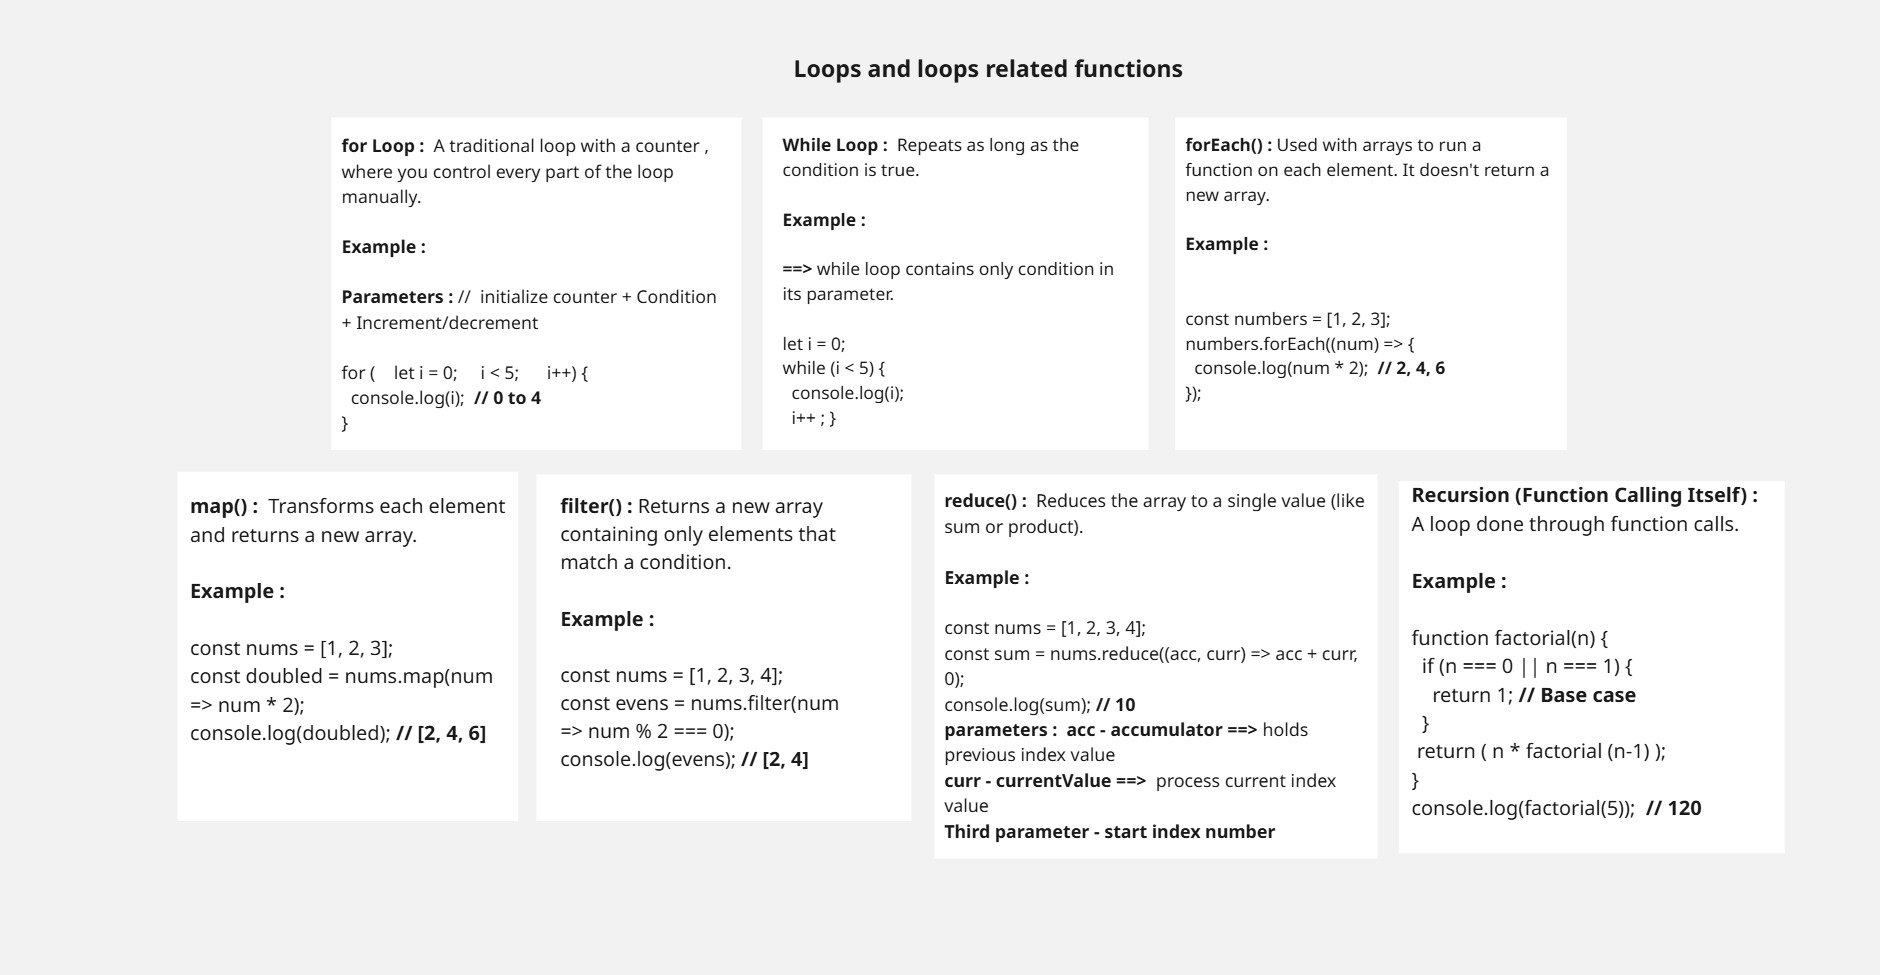 Loops and loops related functions
for Loop :  A traditional loop with a counter ,
where you control every part of the loop
manually.
Example :
Parameters : //  initialize counter + Condition
+ Increment/decrement
for (    let i = 0;     i < 5;      i++) {
  console.log(i);  // 0 to 4
}
While Loop :  Repeats as long as the
condition is true.
Example :
==> while loop contains only condition in
its parameter.
let i = 0;
while (i < 5) {
  console.log(i);
  i++ ; }
forEach() : Used with arrays to run a
function on each element. It doesn't return a
new array.
Example :
const numbers = [1, 2, 3];
numbers.forEach((num) => {
  console.log(num * 2);  // 2, 4, 6
});
map() :  Transforms each element
and returns a new array.
Example :
const nums = [1, 2, 3];
const doubled = nums.map(num
=> num * 2);
console.log(doubled); // [2, 4, 6]
filter() : Returns a new array
containing only elements that
match a condition.
Example :
const nums = [1, 2, 3, 4];
const evens = nums.filter(num
=> num % 2 === 0);
console.log(evens); // [2, 4]
reduce() :  Reduces the array to a single value (like
sum or product).
Example :
const nums = [1, 2, 3, 4];
const sum = nums.reduce((acc, curr) => acc + curr,
0);
console.log(sum); // 10
parameters :  acc - accumulator ==> holds
previous index value
curr - currentValue ==>  process current index
value
Third parameter - start index number
Recursion (Function Calling Itself) :
A loop done through function calls.
Example :
function factorial(n) {
  if (n === 0 || n === 1) {
    return 1; // Base case
  }
 return ( n * factorial (n-1) );
}
console.log(factorial(5));  // 120